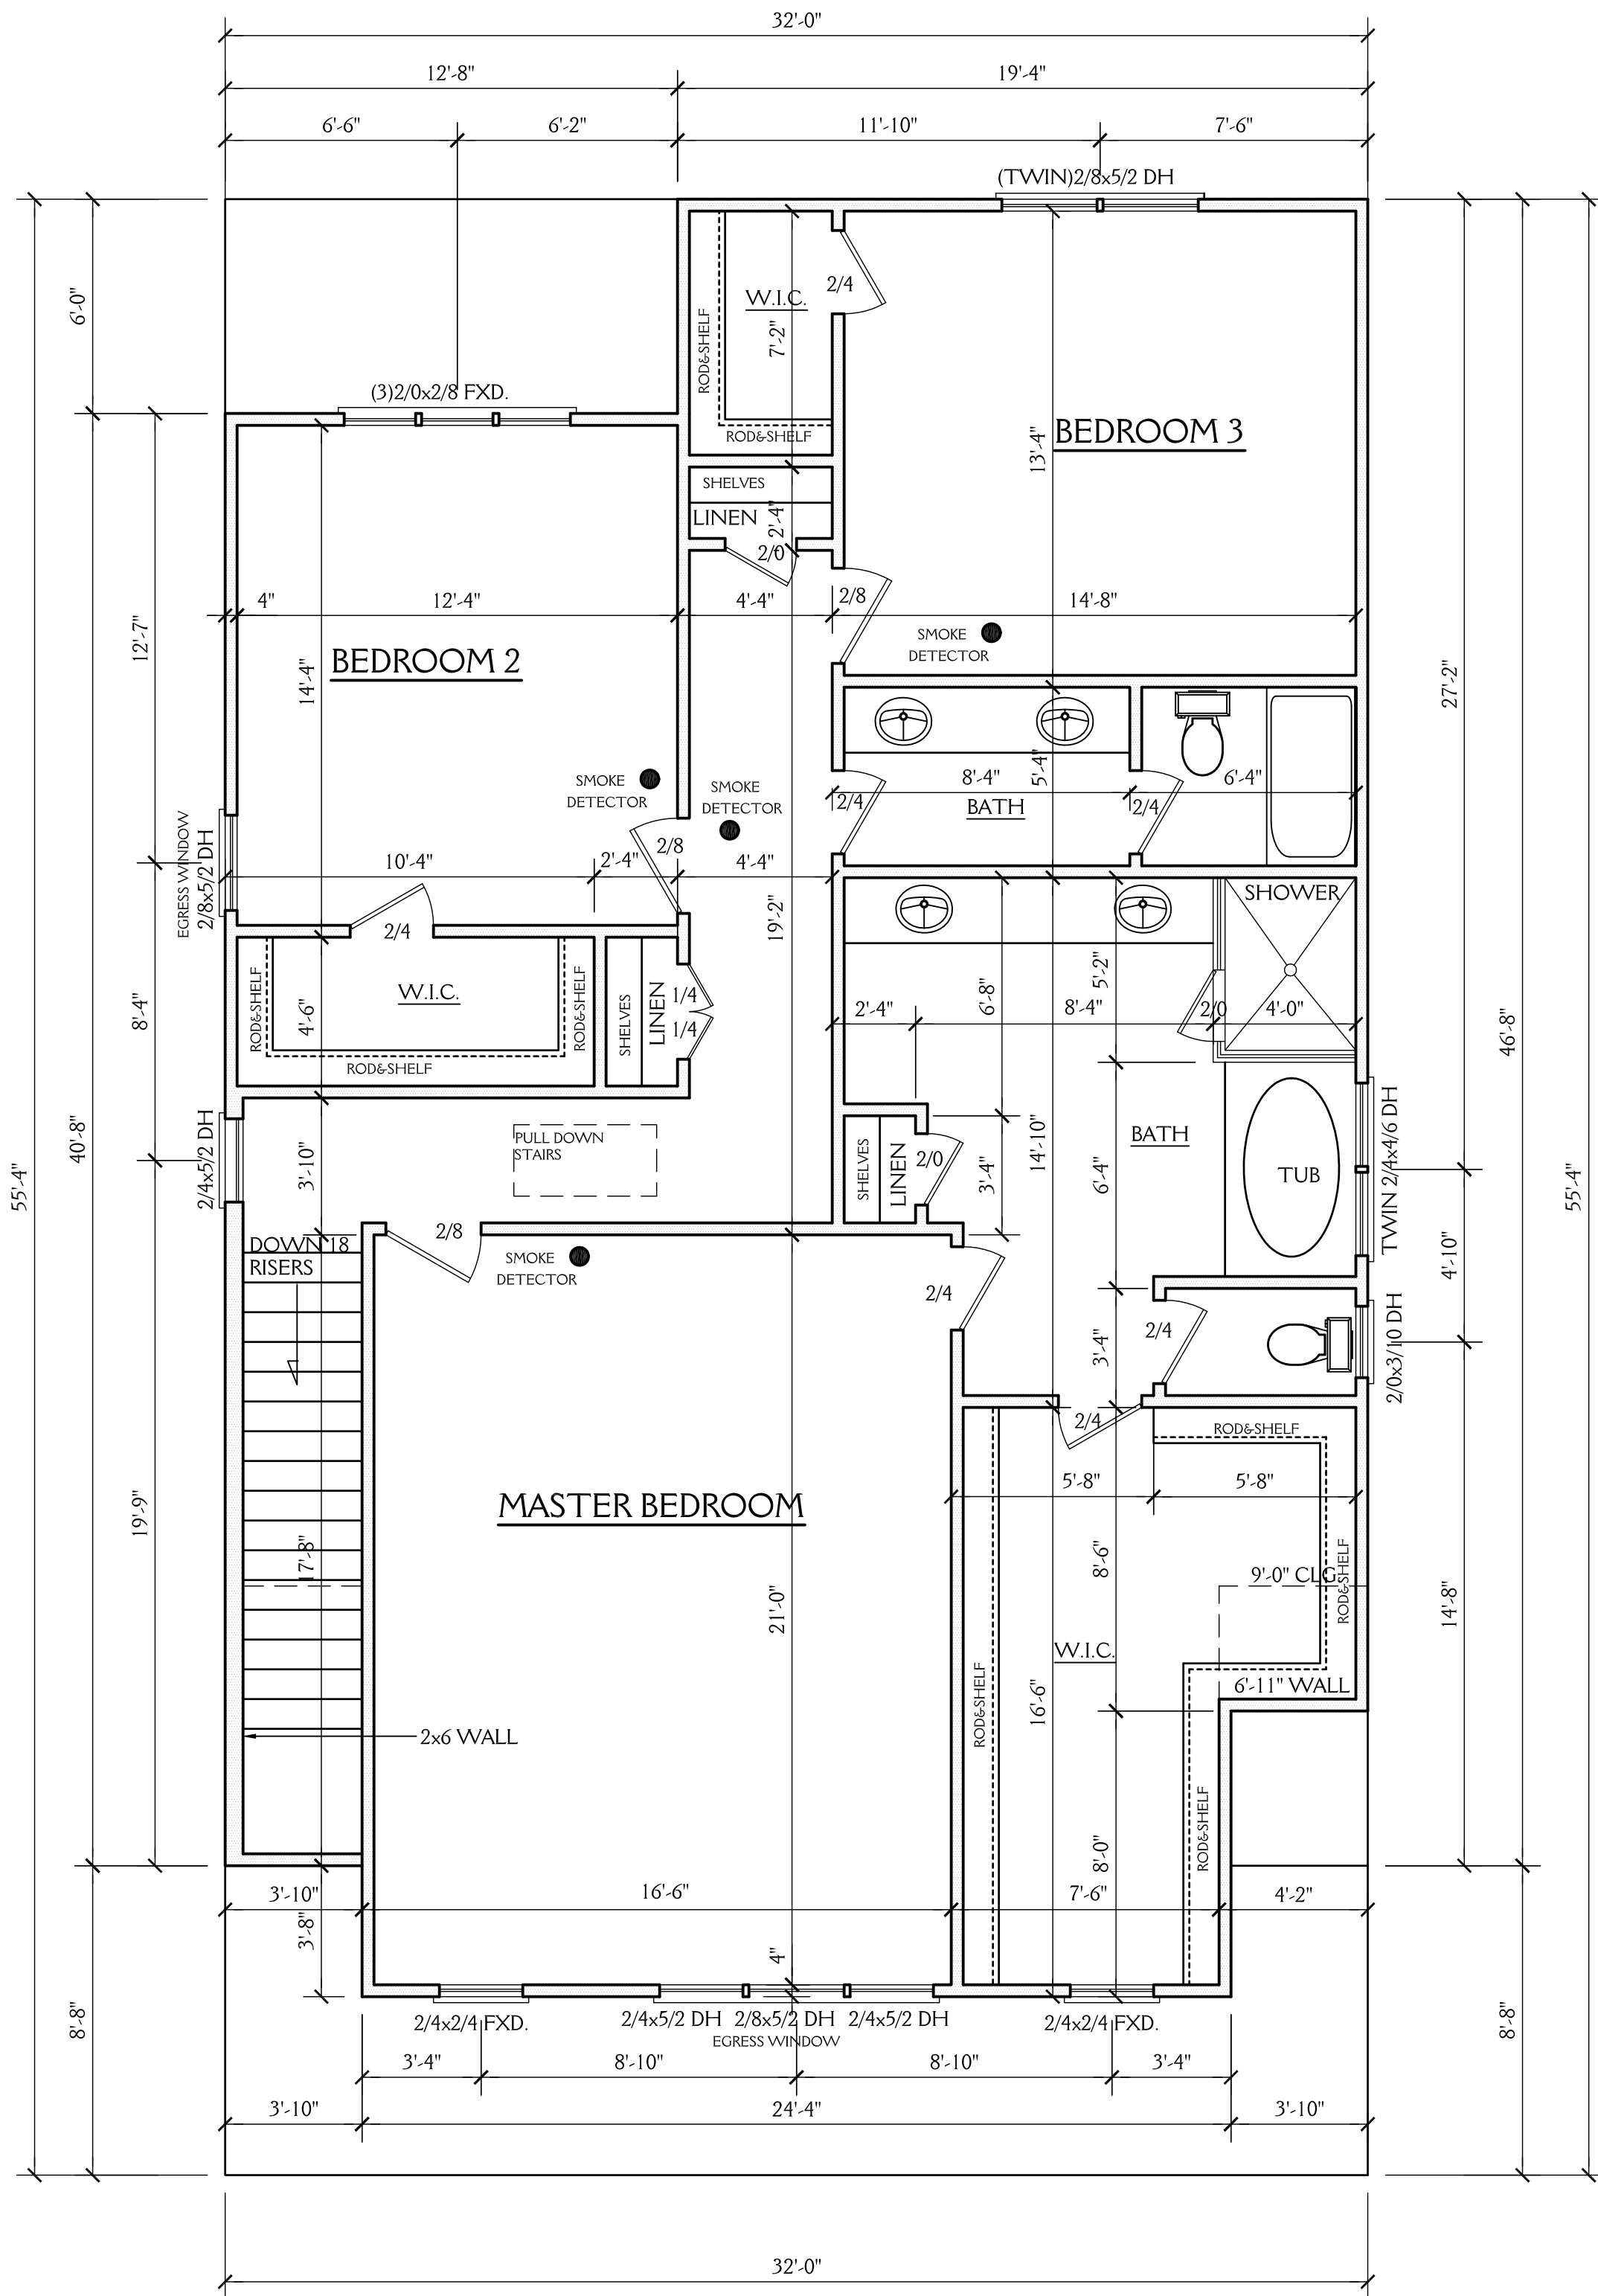 32'-0"
12'-8"
19'-4"
6'-6"
6'-2"
11'-10"
7'-6"
(TWIN)2/8x5/2 DH
6'-0"
2/4
W.I.C.
7'-2"
ROD&SHELF
ROD&SHELF
(3)2/0x2/8 FXD.
13'-4"
BEDROOM 3
SHELVES
LINEN
2'-4"
2/0
4"
12'-4"
4'-4"
2/8
14'-8"
12'-7"
SMOKE
DETECTOR
BEDROOM 2
14'-4"
27'-2"
SMOKE
DETECTOR
SMOKE
DETECTOR
5'-4"
8'-4"
6'-4"
2/4
BATH
2/4
EGRESS WINDOW
2/8x5/2 DH
2/8
10'-4"
2'-4"
4'-4"
SHOWER
19'-2"
2/4
W.I.C.
ROD&SHELF
ROD&SHELF
ROD&SHELF
4'-6"
SHELVES
LINEN
1/4
1/4
8'-4"
5'-2"
6'-8"
2'-4"
8'-4"
2/0
4'-0"
46'-8"
40'-8"
55'-4"
55'-4"
2/4x5/2 DH
3'-10"
PULL DOWN
STAIRS
SHELVES
LINEN
2/0
3'-4"
14'-10"
6'-4"
BATH
TUB
TWIN 2/4x4/6 DH
4'-10"
2/8
DOWN 18
RISERS
SMOKE
DETECTOR
2/4
2/4
3'-4"
2/0x3/10 DH
2/4
ROD&SHELF
5'-8"
5'-8"
MASTER BEDROOM
19'-9"
17'-8"
21'-0"
8'-6"
9'-0" CLG.
ROD&SHELF
14'-8"
W.I.C.
ROD&SHELF
16'-6"
6'-11" WALL
2x6 WALL
ROD&SHELF
8'-0"
3'-10"
16'-6"
7'-6"
4'-2"
3'-8"
4"
8'-8"
8'-8"
2/4x2/4 FXD.
2/4x5/2 DH
2/8x5/2 DH
2/4x5/2 DH
2/4x2/4 FXD.
EGRESS WINDOW
3'-4"
8'-10"
8'-10"
3'-4"
3'-10"
24'-4"
3'-10"
32'-0"